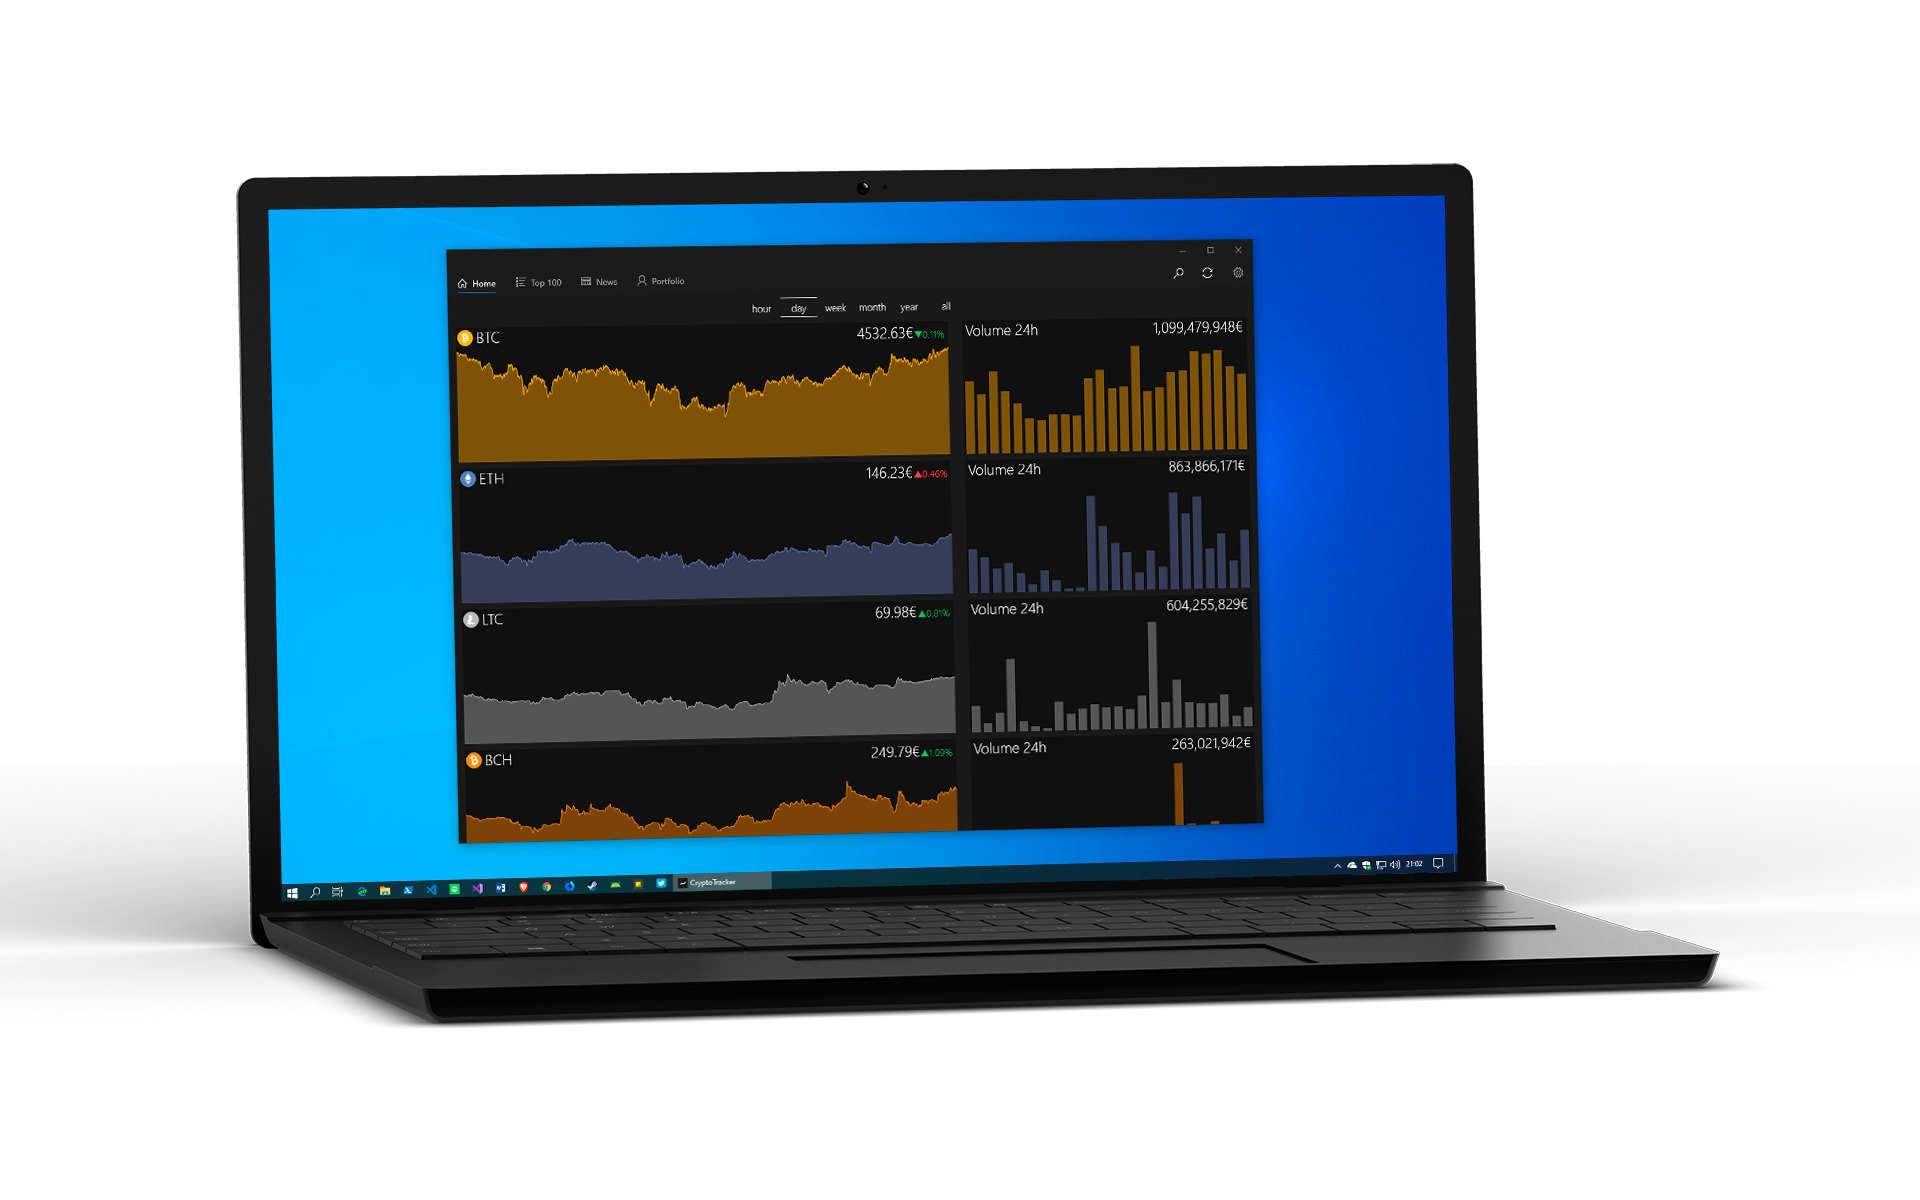 Home Top 100 News Portfolio
hour day week month year all
BTC 4532.63€▼0.11% Volume 24h 1,099,479,948€
ETH 146.23€▲0.46% Volume 24h 863,866,171€
LTC 69.98€▲0.81% Volume 24h 604,255,829€
BCH 249.79€▲1.09% Volume 24h 263,021,942€
CryptoTracker 21:02